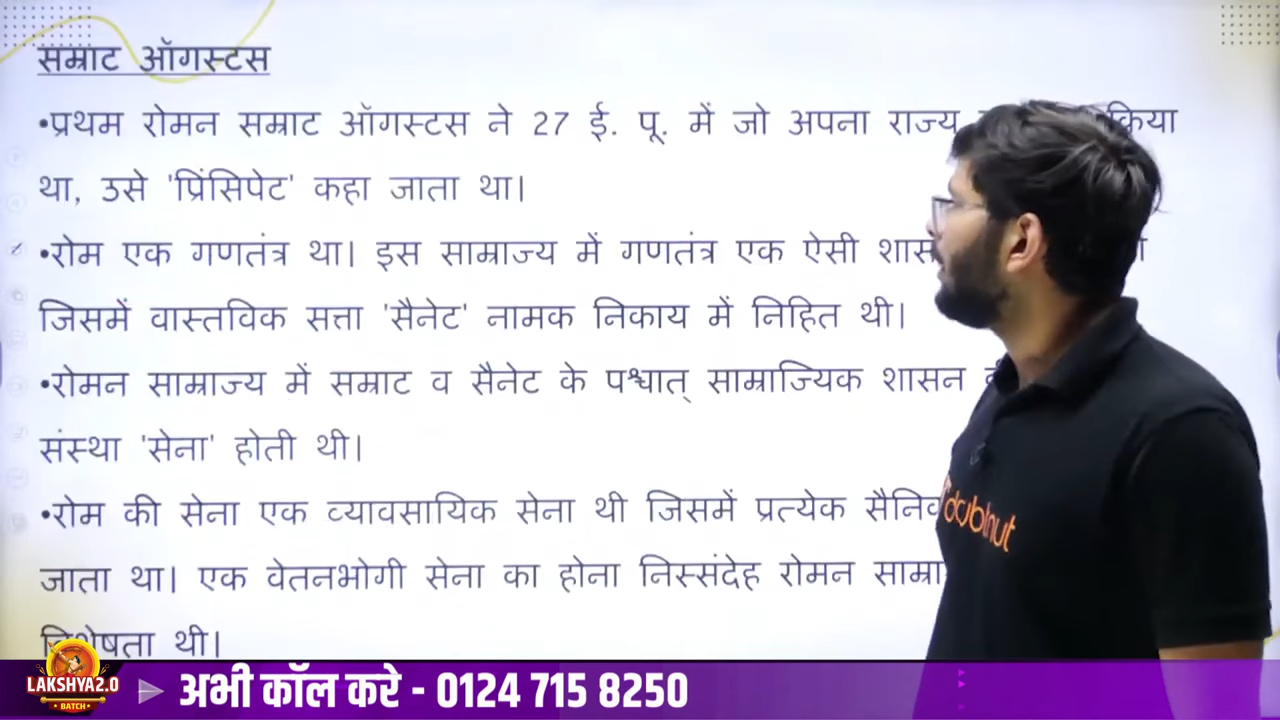 सम्राट ऑगस्टस
•प्रथम रोमन सम्राट ऑगस्टस ने 27 ई. पू. में जो अपना राज्य
था, उसे 'प्रिंसिपेट' कहा जाता था।
•रोम एक गणतंत्र था। इस साम्राज्य में गणतंत्र एक ऐसी
जिसमें वास्तविक सत्ता 'सैनेट' नामक निकाय में निहित थी।
•रोमन साम्राज्य में सम्राट व सैनेट के पश्चात् साम्राज्यिक शासन
संस्था 'सेना' होती थी।
•रोम की सेना एक व्यावसायिक सेना थी जिसमें प्रत्येक
जाता था। एक वेतनभोगी सेना का होना निस्संदेह रोमन
विशेषता थी।
doubtnut
LAKSHYA2.0
BATCH
अभी कॉल करे - 0124 715 8250